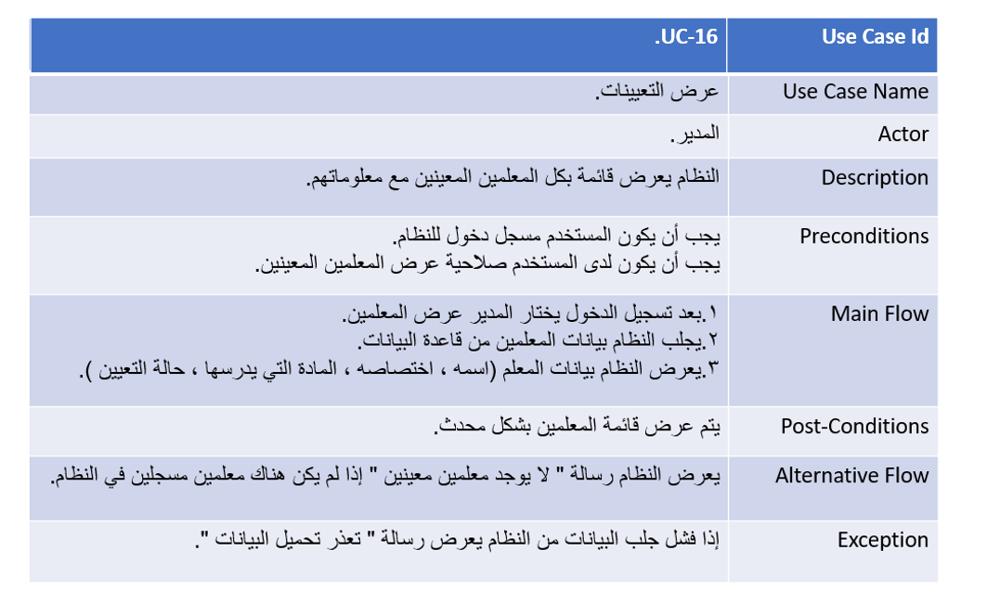 Use Case Id UC-16.
Use Case Name عرض التعيينات.
Actor المدير.
Description النظام يعرض قائمة بكل المعلمين المعينين مع معلوماتهم.
Preconditions يجب أن يكون المستخدم مسجل دخول للنظام.
يجب أن يكون لدى المستخدم صلاحية عرض المعلمين المعينين.
Main Flow ١.بعد تسجيل الدخول يختار المدير عرض المعلمين.
٢.يجلب النظام بيانات المعلمين من قاعدة البيانات.
٣.يعرض النظام بيانات المعلم (اسمه ، اختصاصه ، المادة التي يدرسها ، حالة التعيين ).
Post-Conditions يتم عرض قائمة المعلمين بشكل محدث.
Alternative Flow يعرض النظام رسالة " لا يوجد معلمين معينين " إذا لم يكن هناك معلمين مسجلين في النظام.
Exception إذا فشل جلب البيانات من النظام يعرض رسالة " تعذر تحميل البيانات ".